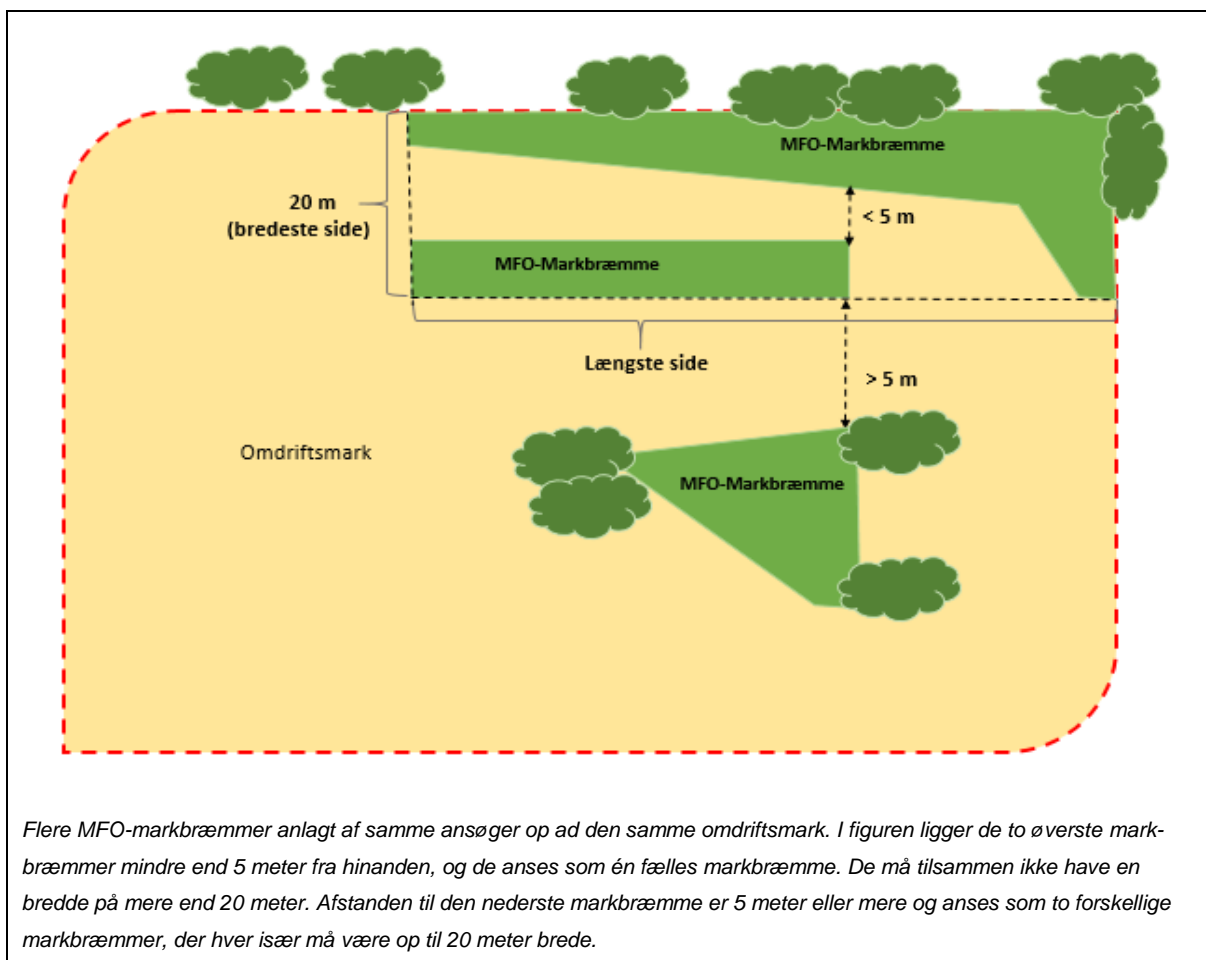 MFO-Markbræmme
20 m
(bredeste side)
< 5 m
MFO-Markbræmme
Længste side
> 5 m
Omdriftsmark
MFO-Markbræmme
Flere MFO-markbræmmer anlagt af samme ansøger op ad den samme omdriftsmark. I figuren ligger de to øverste mark-
bræmmer mindre end 5 meter fra hinanden, og de anses som én fælles markbræmme. De må tilsammen ikke have en
bredde på mere end 20 meter. Afstanden til den nederste markbræmme er 5 meter eller mere og anses som to forskellige
markbræmmer, der hver især må være op til 20 meter brede.